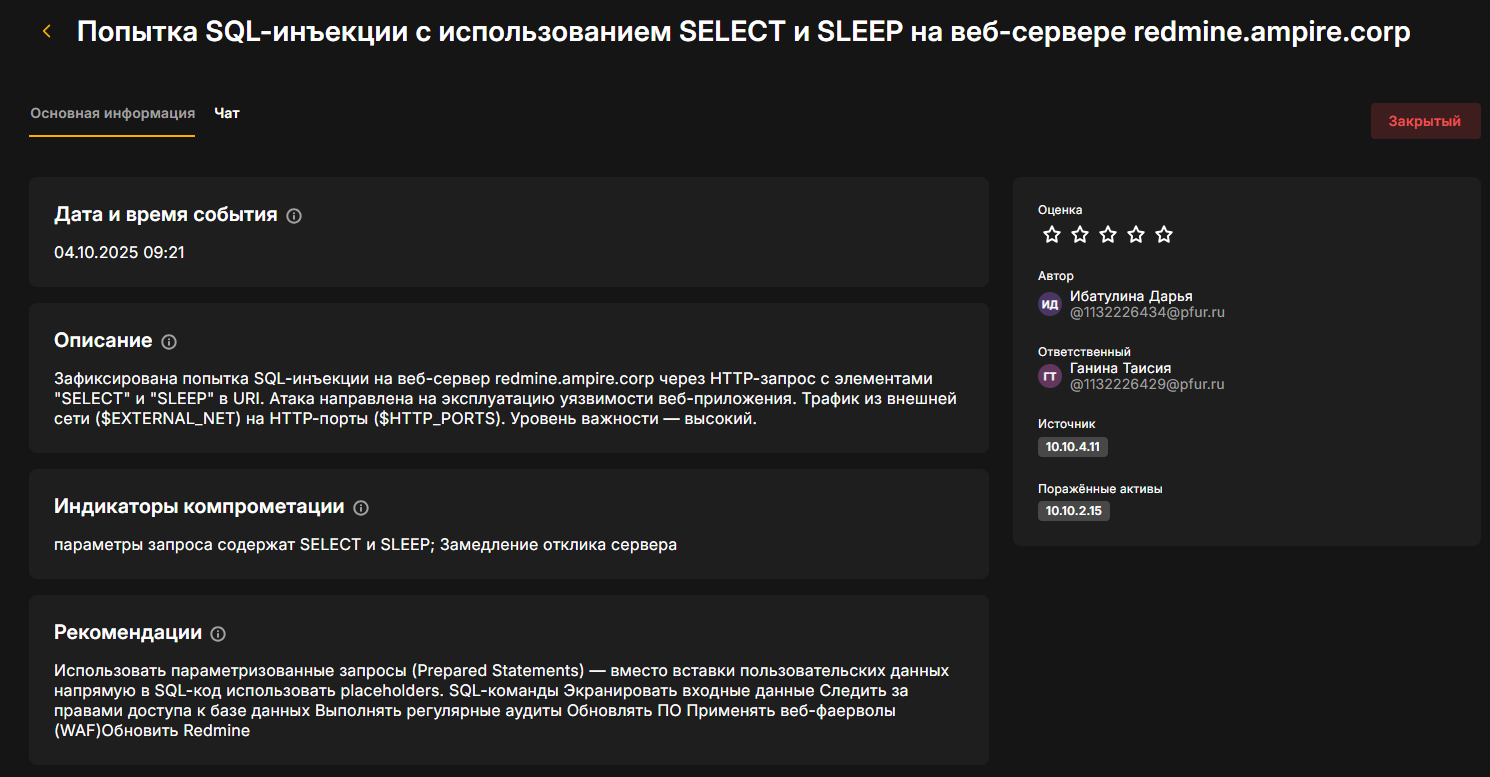 Попытка SQL-инъекции с использованием SELECT и SLEEP на веб-сервере redmine.ampire.corp
Основная информация
Чат
Закрытый
Дата и время события
04.10.2025 09:21
Описание
Зафиксирована попытка SQL-инъекции на веб-сервер redmine.ampire.corp через HTTP-запрос с элементами
"SELECT" и "SLEEP" в URI. Атака направлена на эксплуатацию уязвимости веб-приложения. Трафик из внешней
сети ($EXTERNAL_NET) на HTTP-порты ($HTTP_PORTS). Уровень важности — высокий.
Индикаторы компрометации
параметры запроса содержат SELECT и SLEEP; Замедление отклика сервера
Рекомендации
Использовать параметризованные запросы (Prepared Statements) — вместо вставки пользовательских данных
напрямую в SQL-код использовать placeholders. SQL-команды Экранировать входные данные Следить за
правами доступа к базе данных Выполнять регулярные аудиты Обновлять ПО Применять веб-фаерволы
(WAF)Обновить Redmine
Оценка
Автор
ИД
Ибатулина Дарья
@1132226434@pfur.ru
Ответственный
ГТ
Ганина Таисия
@1132226429@pfur.ru
Источник
10.10.4.11
Поражённые активы
10.10.2.15